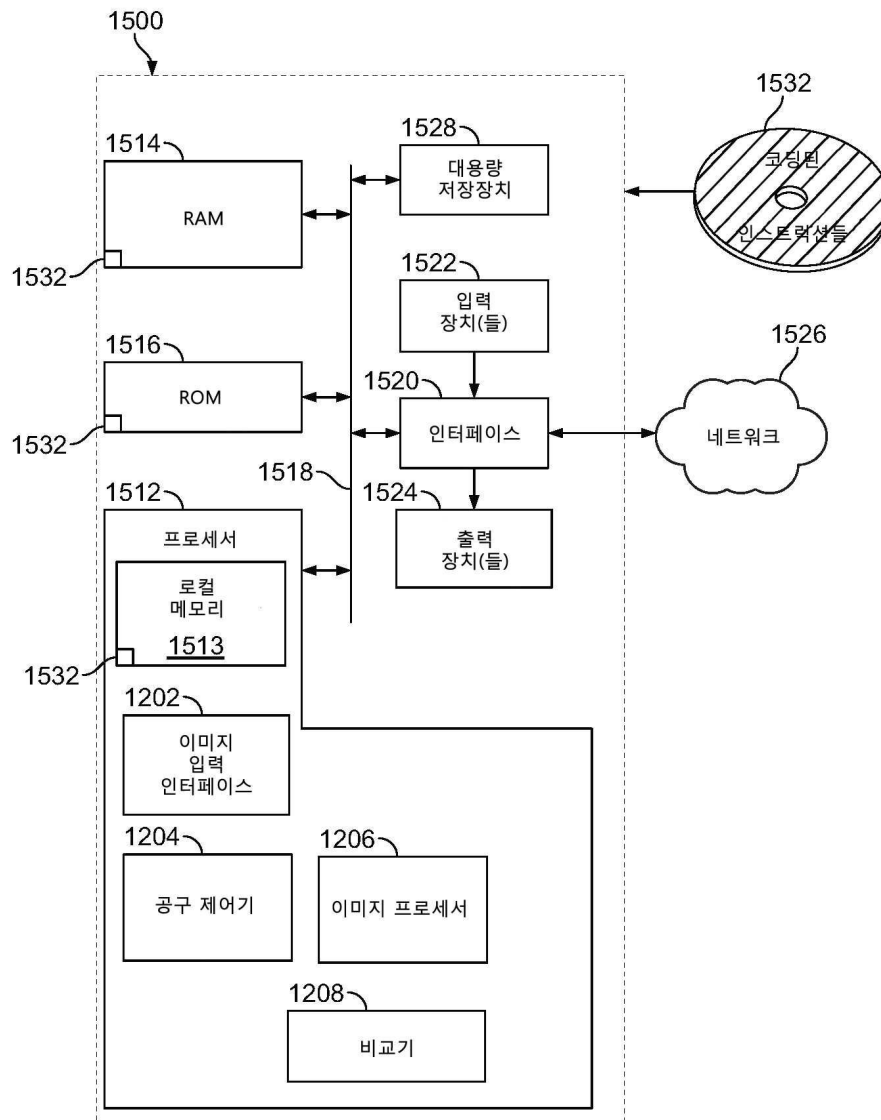 1500
1514
RAM
1532
1528
대용량
저장장치
1532
코딩된
인스트럭션들
1522
입력
장치(들)
1516
ROM
1532
1520
인터페이스
1526
네트워크
1518
1512
프로세서
로컬
메모리
1513
1532
1524
출력
장치(들)
1202
이미지
입력
인터페이스
1204
공구 제어기
1206
이미지 프로세서
1208
비교기